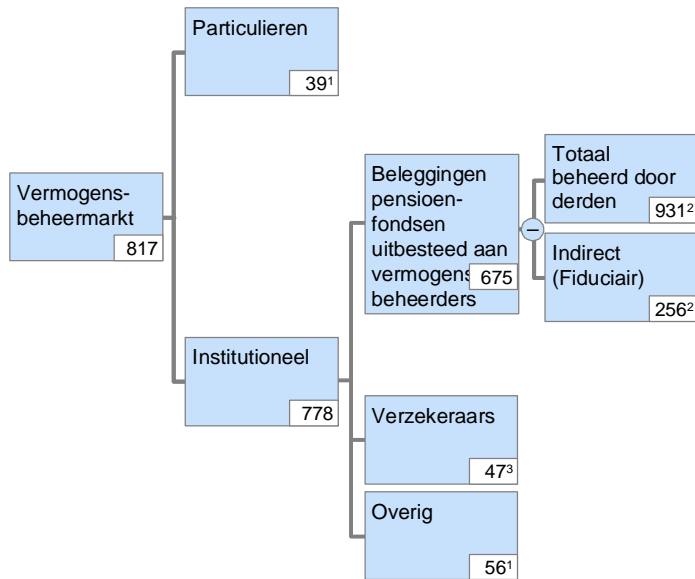 Particulieren
39¹
Vermogens-
beheermarkt
817
Institutioneel
778
Beleggingen
pensioen-
fondsen
uitbesteed aan
vermogens
beheerders
675
Totaal
beheerd door
derden
931²
–
Indirect
(Fiduciair)
256²
Verzekeraars
47³
Overig
56¹